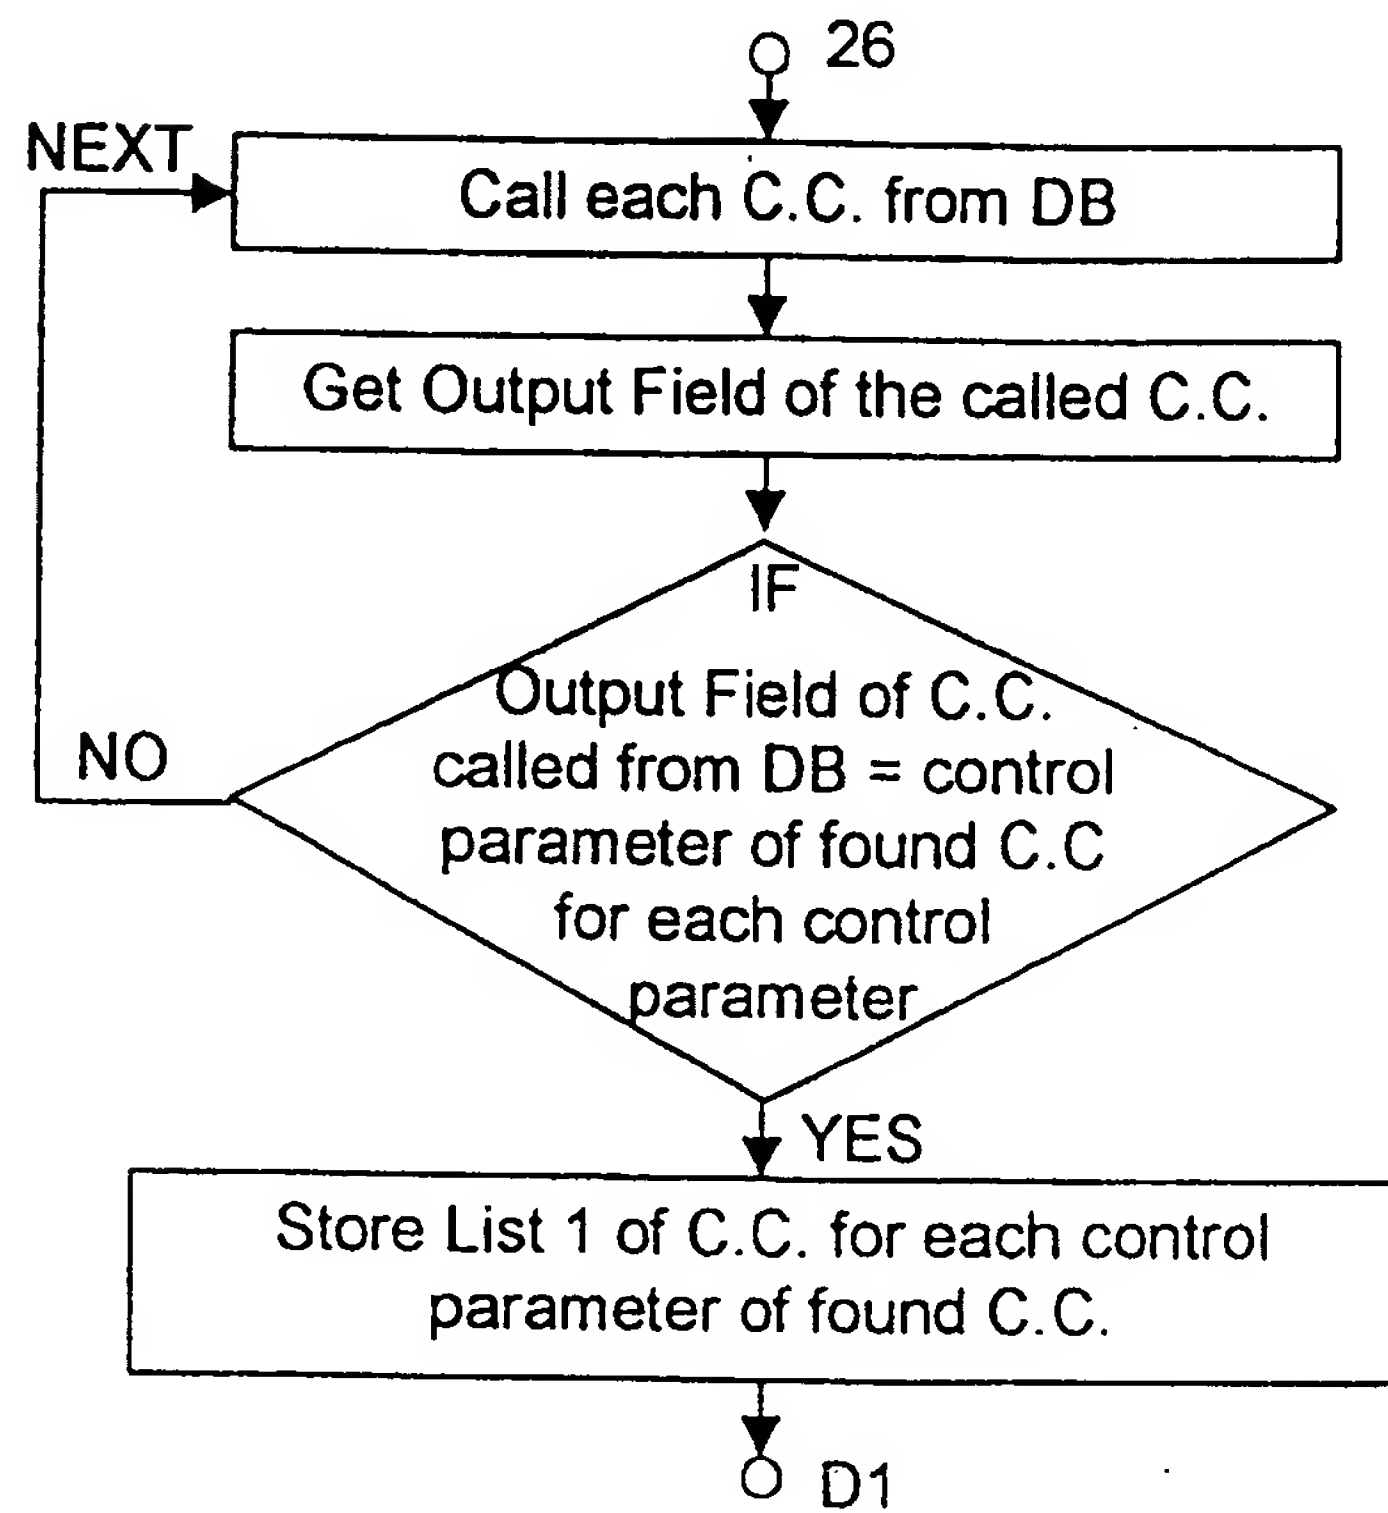 26
NEXT
Call each C.C. from DB
Get Output Field of the called C.C.
IF
Output Field of C.C.
called from DB = control
parameter of found C.C
for each control
parameter
NO
YES
Store List 1 of C.C. for each control
parameter of found C.C.
D1